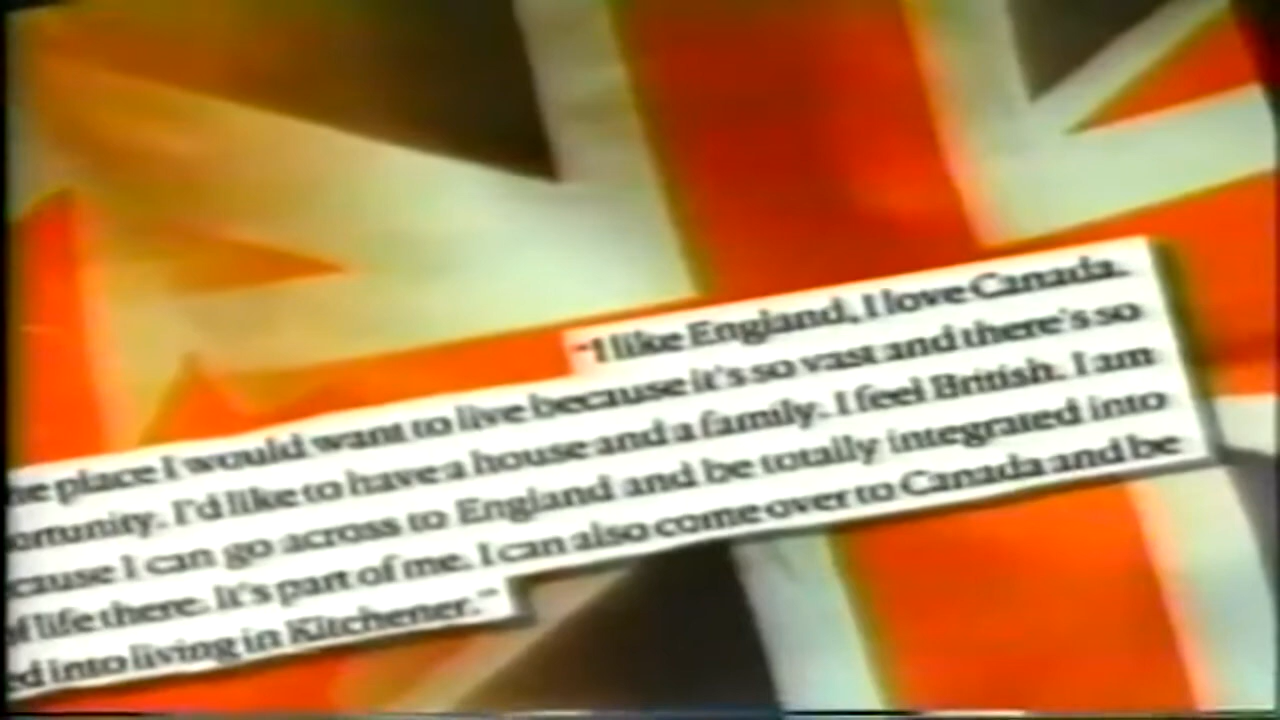 "I like England, I love Canada.
place I would want to live because it's so vast and there's so
ortunity. I'd like to have a house and a family. I feel British. I am
cause I can go across to England and be totally integrated into
f life there. It's part of me. I can also come over to Canada and be
ed into living in Kitchener."